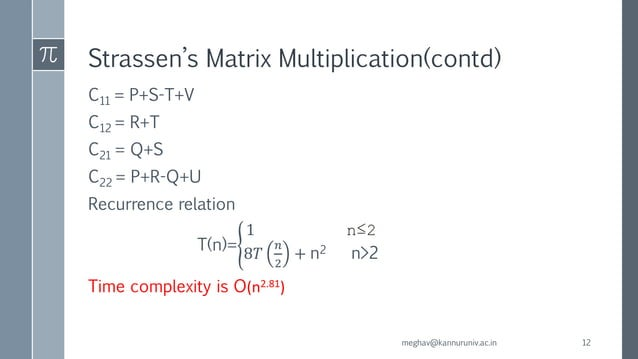 π
Strassen's Matrix Multiplication(contd)
C₁₁ = P+S-T+V
C₁₂ = R+T
C₂₁ = Q+S
C₂₂ = P+R-Q+U
Recurrence relation
T(n)={1 n≤2
8T(n/2) + n² n>2
Time complexity is O(n²·⁸¹)
meghav@kannuruniv.ac.in 12